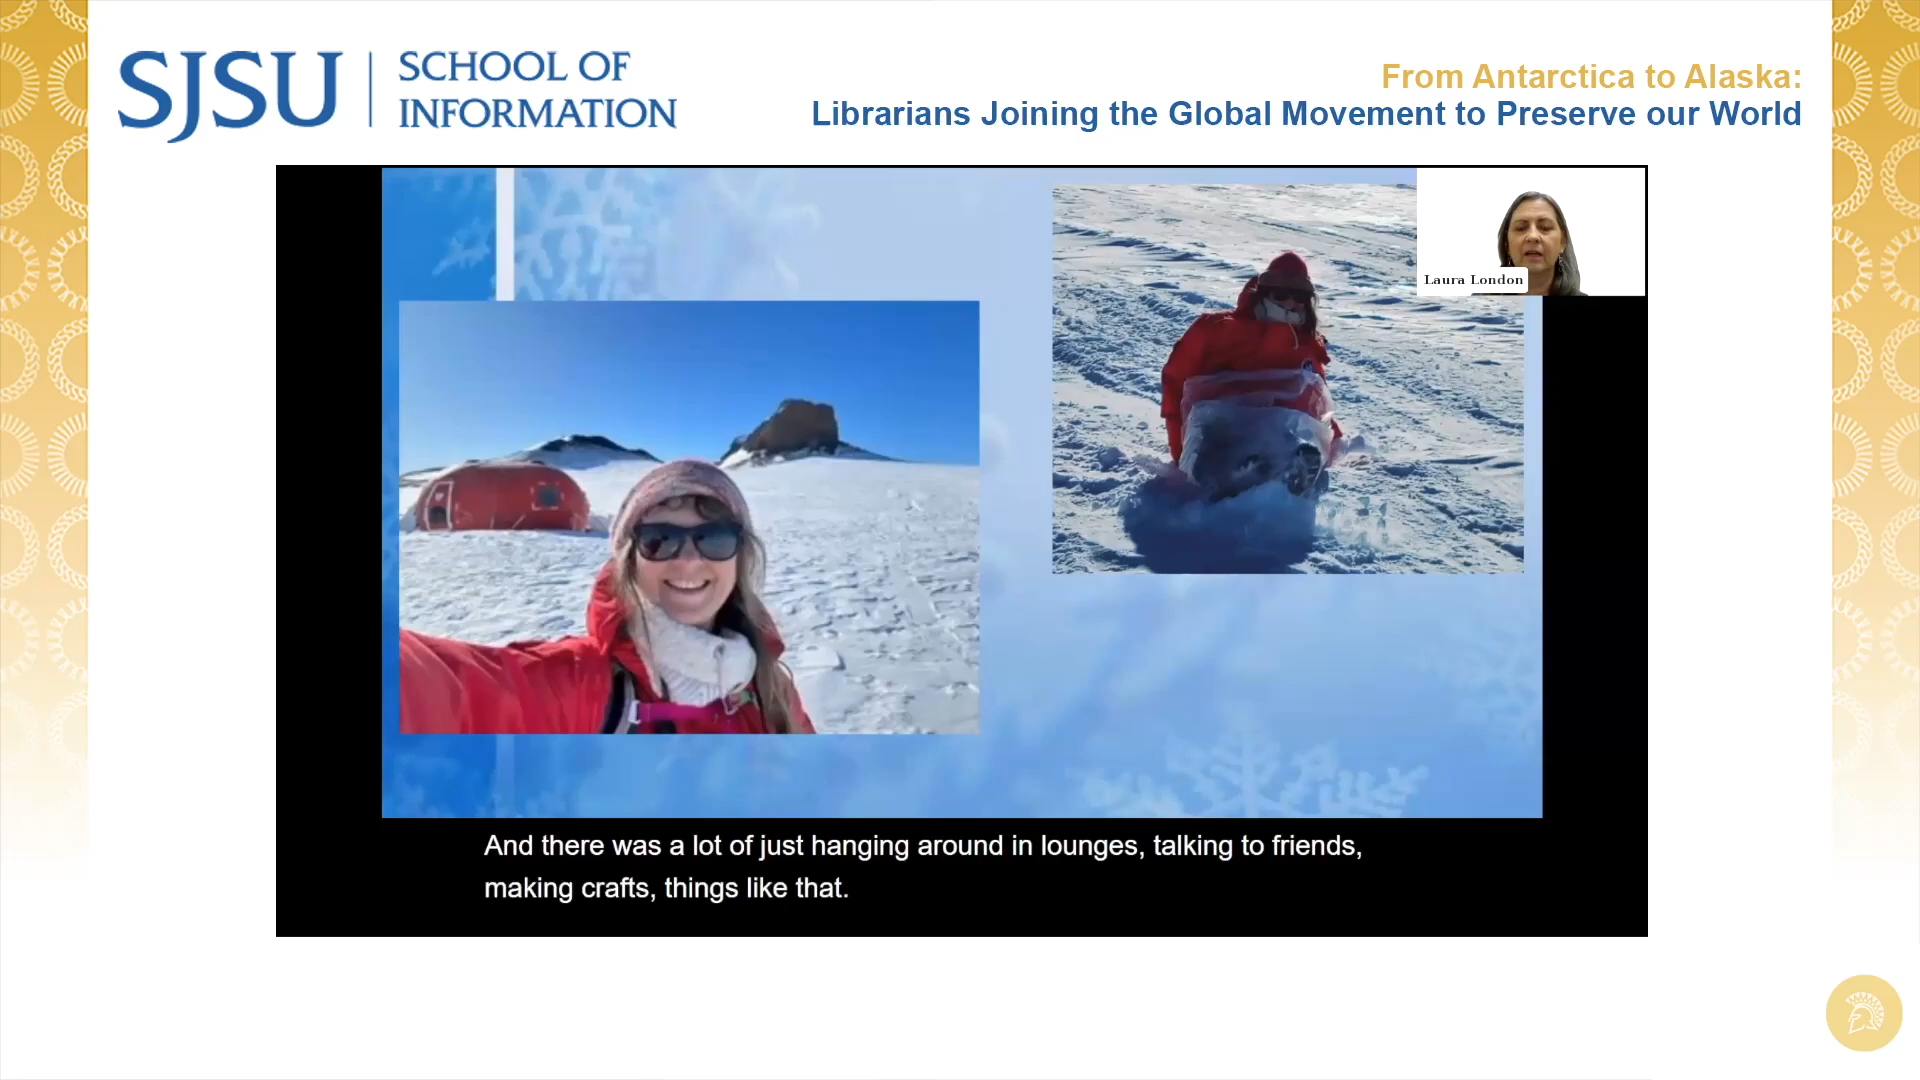 SJSU
SCHOOL OF
INFORMATION
From Antarctica to Alaska:
Librarians Joining the Global Movement to Preserve our World
Laura London
And there was a lot of just hanging around in lounges, talking to friends,
making crafts, things like that.